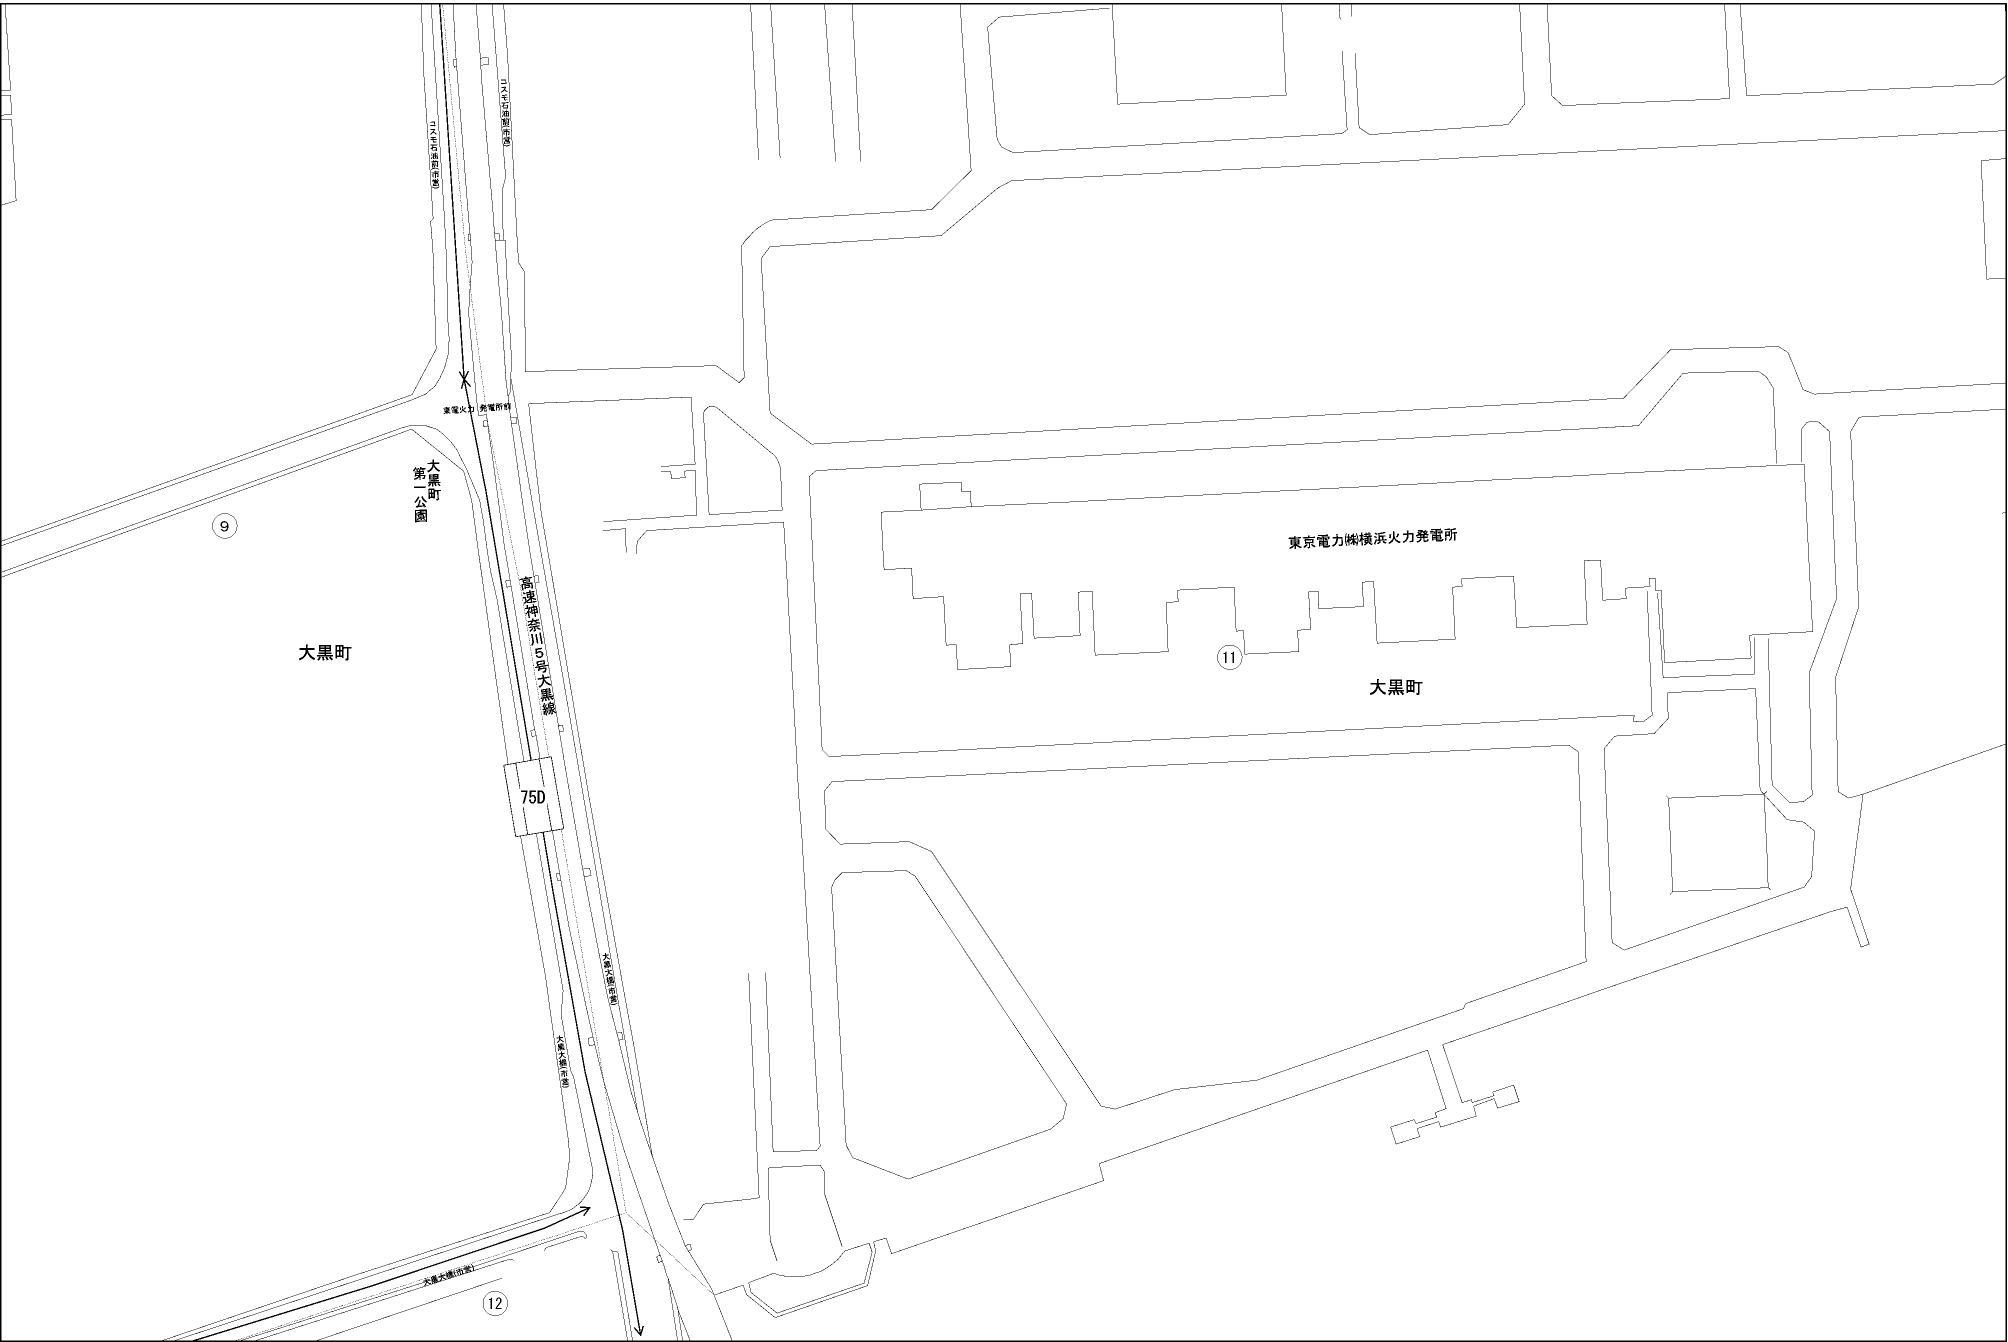 コスモ石油前(市営)
コスモ石油前(市営)
東電火力発電所前
大黒町
第一公園
9
東京電力㈱横浜火力発電所
高速神奈川5号大黒線
大黒町
11
大黒町
75D
大黒大橋(市営)
大黒大橋(市営)
大黒大橋(市営)
12